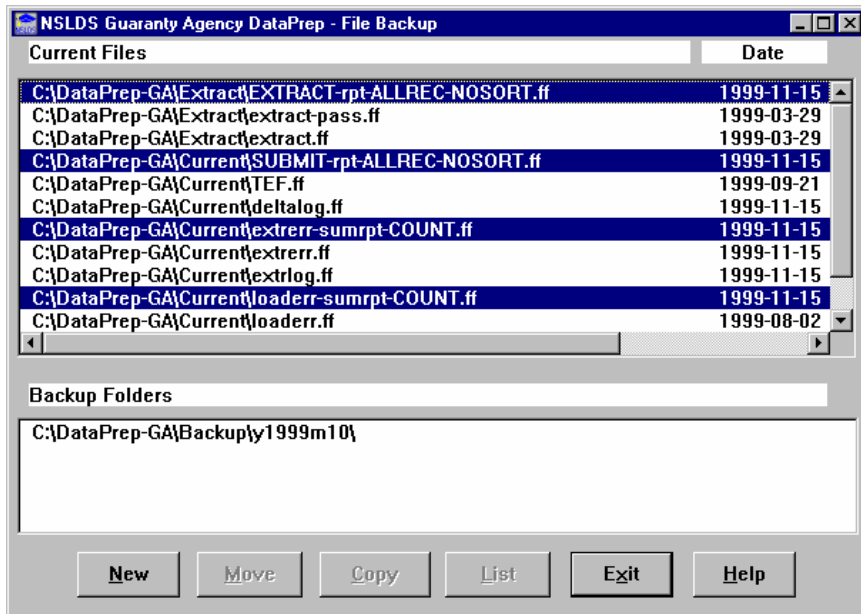 NSLDS Guaranty Agency DataPrep - File Backup
Current Files Date
C:\DataPrep-GA\Extract\EXTRACT-rpt-ALLREC-NOSORT.ff 1999-11-15
C:\DataPrep-GA\Extract\extract-pass.ff 1999-03-29
C:\DataPrep-GA\Extract\extract.ff 1999-03-29
C:\DataPrep-GA\Current\SUBMIT-rpt-ALLREC-NOSORT.ff 1999-11-15
C:\DataPrep-GA\Current\TEF.ff 1999-09-21
C:\DataPrep-GA\Current\deltalog.ff 1999-11-15
C:\DataPrep-GA\Current\extrerr-sumrpt-COUNT.ff 1999-11-15
C:\DataPrep-GA\Current\extrerr.ff 1999-11-15
C:\DataPrep-GA\Current\extrlog.ff 1999-11-15
C:\DataPrep-GA\Current\loaderr-sumrpt-COUNT.ff 1999-11-15
C:\DataPrep-GA\Current\loaderr.ff 1999-08-02
Backup Folders
C:\DataPrep-GA\Backup\y1999m10\
New Move Copy List Exit Help